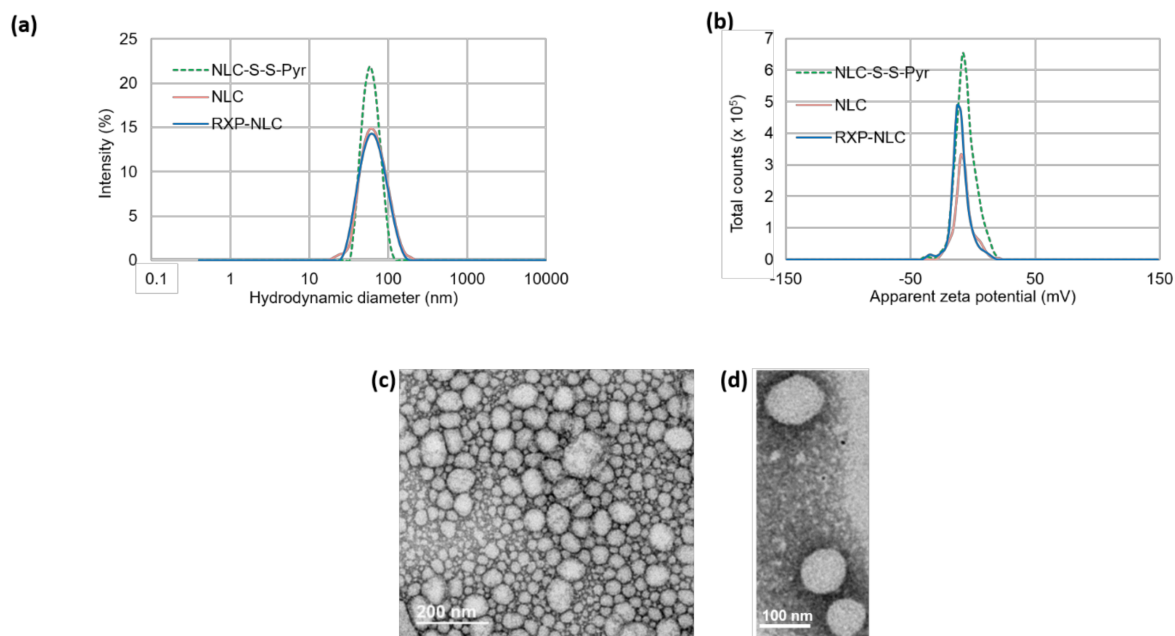 (a)
25
20
15
10
5
0
Intensity (%)
NLC-S-S-Pyr
NLC
RXP-NLC
0.1 1 10 100 1000 10000
Hydrodynamic diameter (nm)
(b)
7
6
5
4
3
2
1
0
Total counts (x 10⁵)
NLC-S-S-Pyr
NLC
RXP-NLC
-150 -50 50 150
Apparent zeta potential (mV)
(c)
200 nm
(d)
100 nm